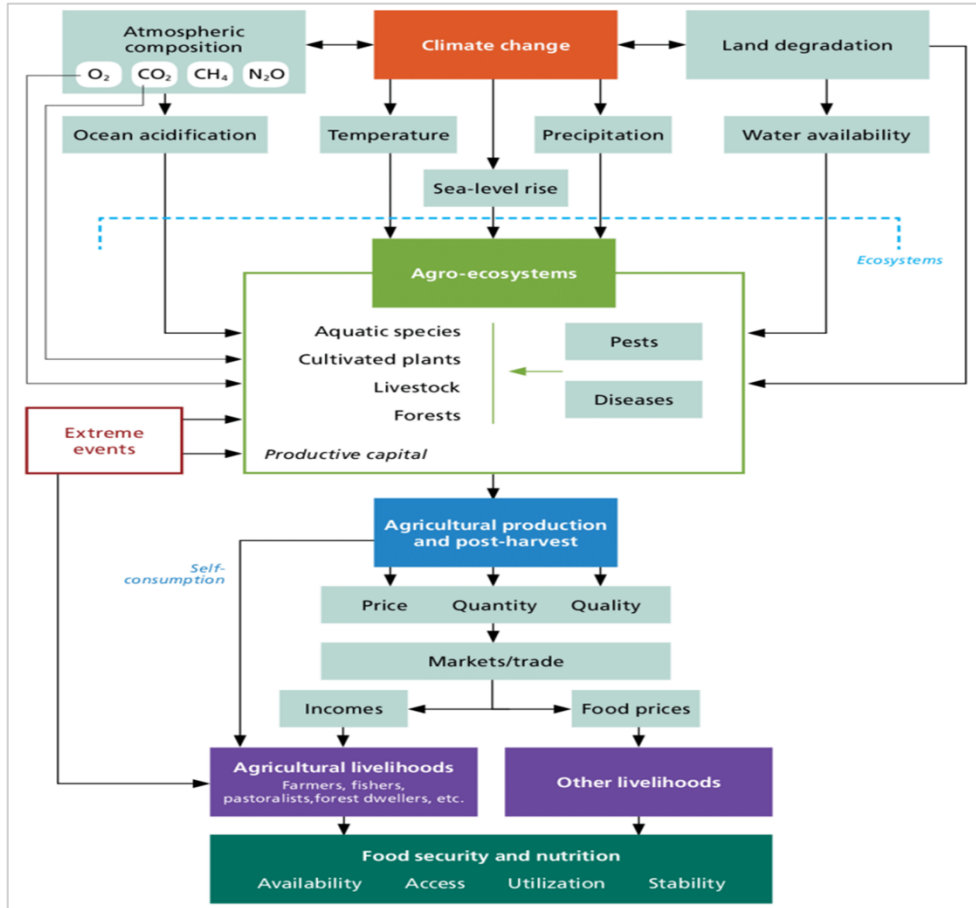 Atmospheric
composition
O₂ CO₂ CH₄ N₂O
Climate change
Land degradation
Ocean acidification
Temperature
Precipitation
Water availability
Sea-level rise
Ecosystems
Agro-ecosystems
Aquatic species
Cultivated plants
Livestock
Forests
Productive capital
Pests
Diseases
Extreme
events
Agricultural production
and post-harvest
Self-
consumption
Price Quantity Quality
Markets/trade
Incomes
Food prices
Agricultural livelihoods
Farmers, fishers,
pastoralists,forest dwellers, etc.
Other livelihoods
Food security and nutrition
Availability Access Utilization Stability